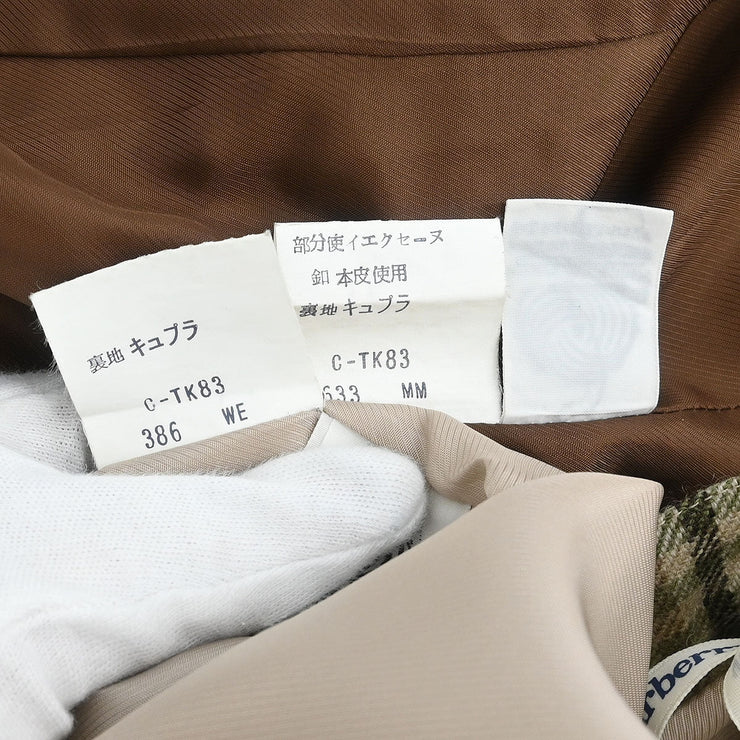 裏地 キュプラ
C-TK83
386 WE
部分使イエクセーヌ
釦 本皮使用
裏地 キュプラ
C-TK83
633 MM